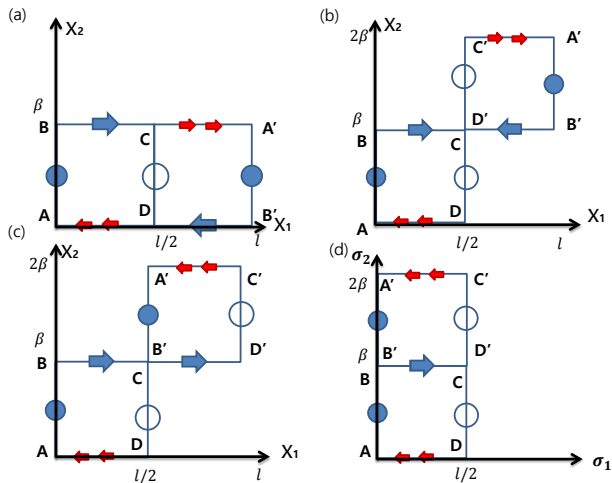 (a)
X2
β
B
C
A′
A
D
B′
X1
l/2
l
(b)
X2
2β
C′
A′
β
B
D′
B′
C
A
D
X1
l/2
l
(c)
X2
2β
A′
C′
β
B
B′
D′
C
A
D
X1
l/2
l
(d)
σ2
2β
A′
C′
β
B′
D′
B
C
A
D
l/2
σ1